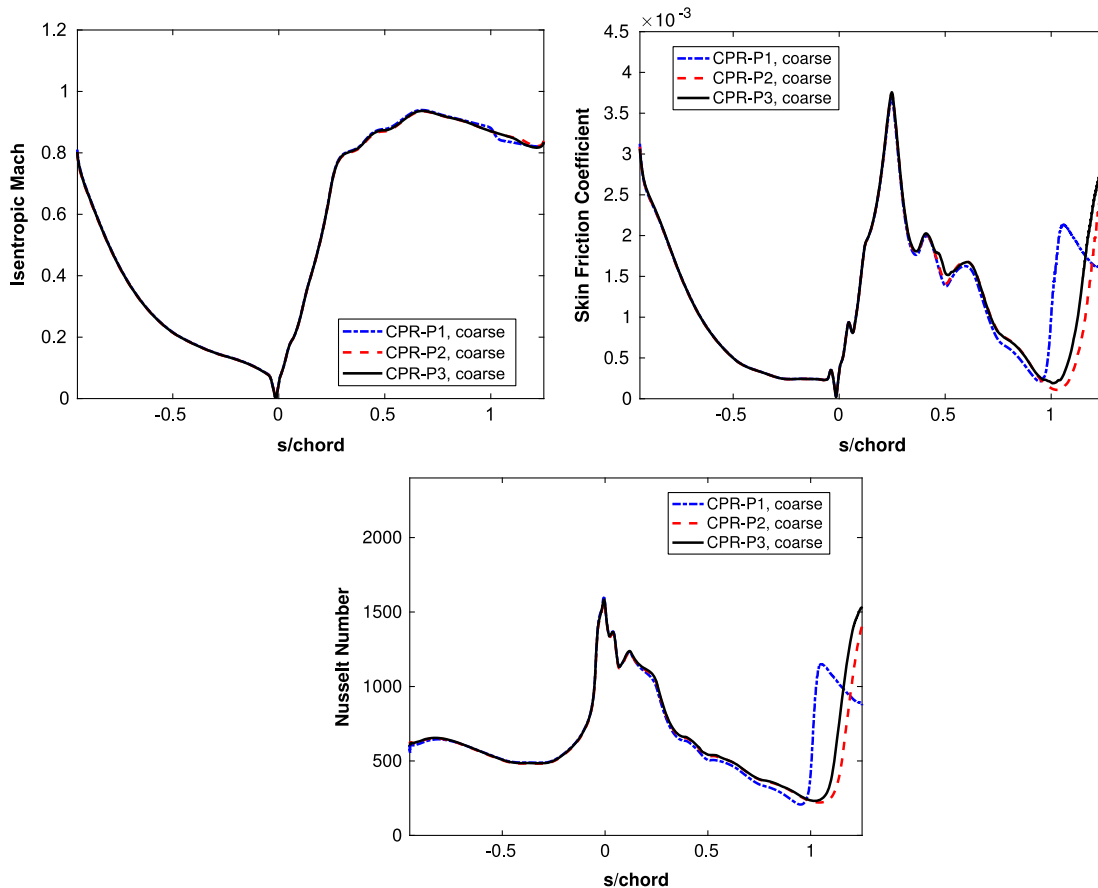 1.2
1
0.8
0.6
0.4
0.2
0
Isentropic Mach
CPR-P1, coarse
CPR-P2, coarse
CPR-P3, coarse
-0.5
0
0.5
1
s/chord
×10⁻³
4.5
4
3.5
3
2.5
2
1.5
1
0.5
0
Skin Friction Coefficient
CPR-P1, coarse
CPR-P2, coarse
CPR-P3, coarse
-0.5
0
0.5
1
s/chord
2000
1500
1000
500
0
Nusselt Number
CPR-P1, coarse
CPR-P2, coarse
CPR-P3, coarse
-0.5
0
0.5
1
s/chord